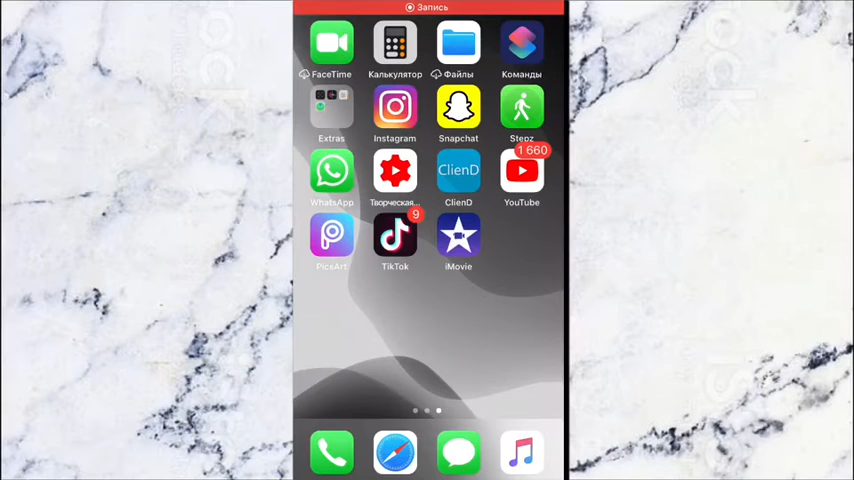 Запись
FaceTime Калькулятор Файлы Команды
Extras Instagram Snapchat Stepz
1 660
ClienD
WhatsApp Творческая... ClienD YouTube
9
PicsArt TikTok iMovie